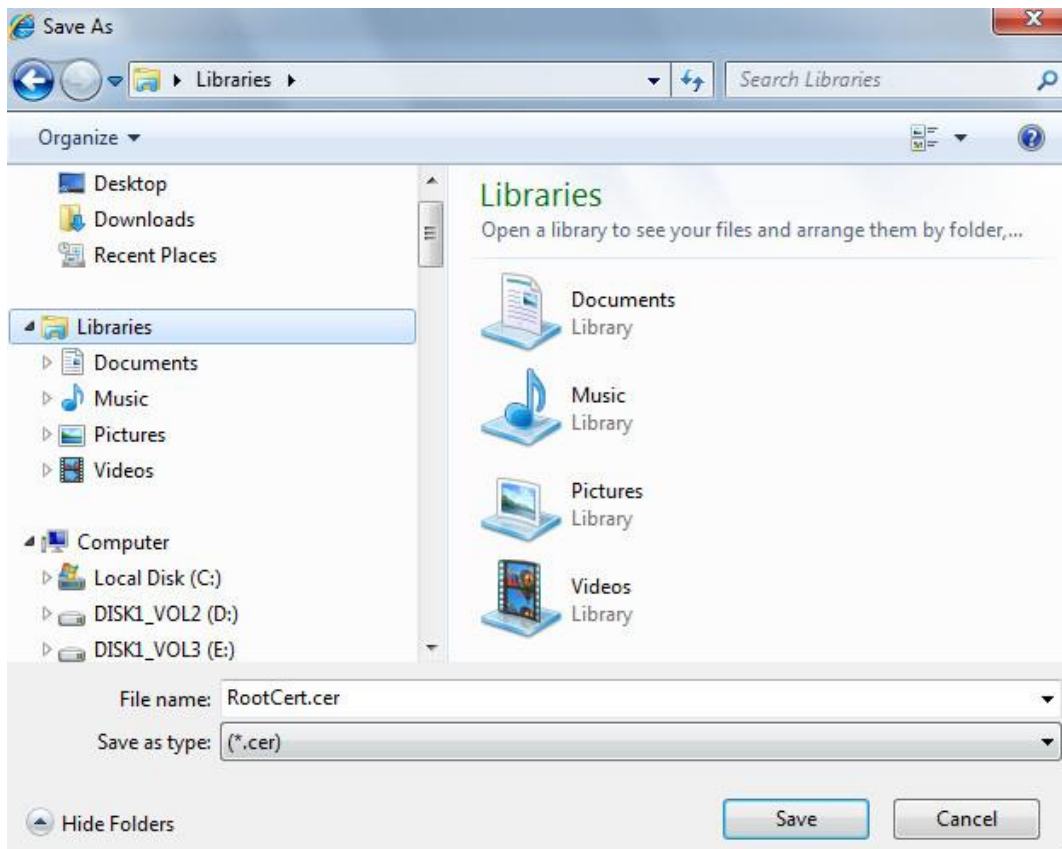 Save As
Libraries
Search Libraries
Organize
Desktop
Downloads
Recent Places
Libraries
Documents
Music
Pictures
Videos
Computer
Local Disk (C:)
DISK1_VOL2 (D:)
DISK1_VOL3 (E:)
Libraries
Open a library to see your files and arrange them by folder,...
Documents
Library
Music
Library
Pictures
Library
Videos
Library
File name: RootCert.cer
Save as type: (*.cer)
Hide Folders
Save
Cancel